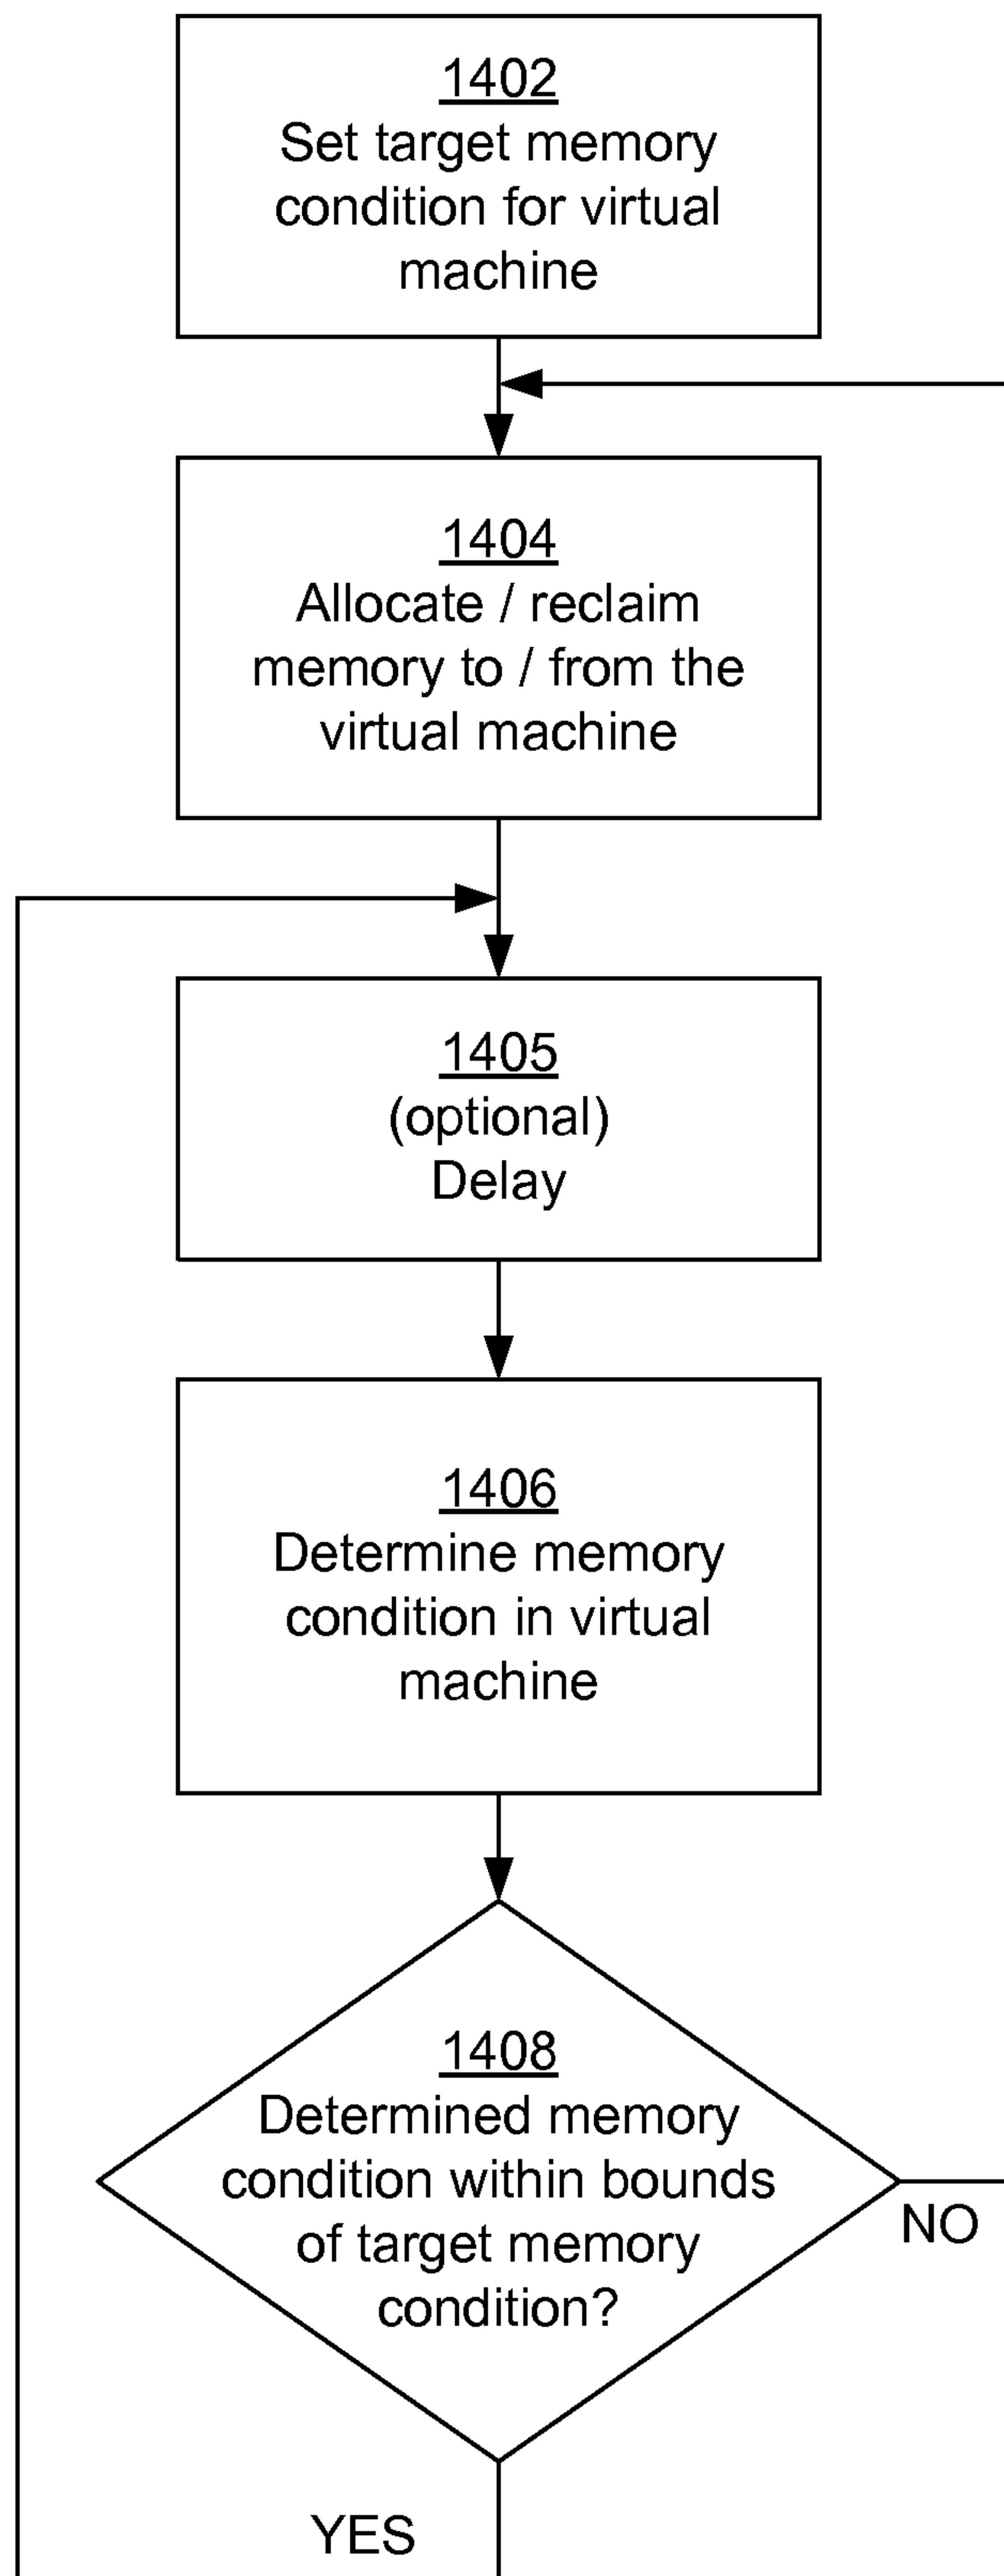 1402
Set target memory
condition for virtual
machine
1404
Allocate / reclaim
memory to / from the
virtual machine
1405
(optional)
Delay
1406
Determine memory
condition in virtual
machine
1408
Determined memory
condition within bounds
of target memory
condition?
NO
YES